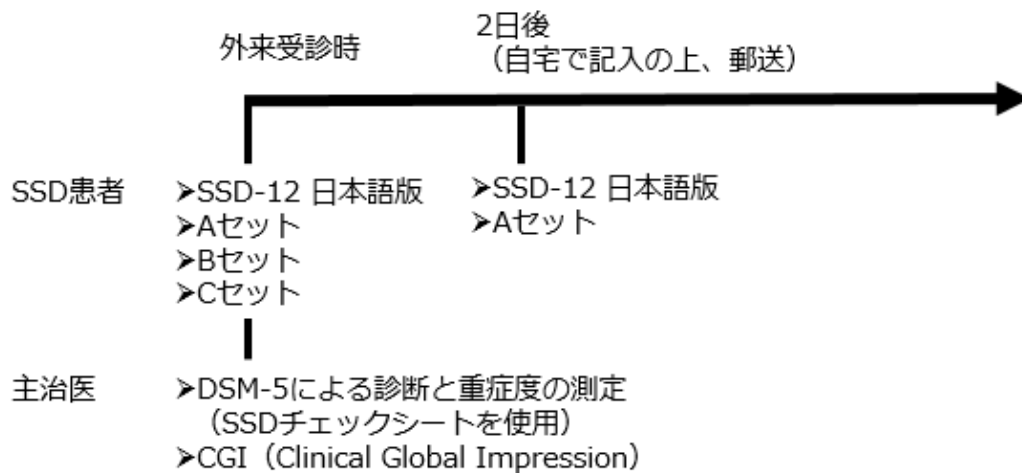 外来受診時
2日後
（自宅で記入の上、郵送）
SSD患者
➤SSD-12 日本語版
➤Aセット
➤Bセット
➤Cセット
➤SSD-12 日本語版
➤Aセット
主治医
➤DSM-5による診断と重症度の測定
（SSDチェックシートを使用）
➤CGI（Clinical Global Impression）